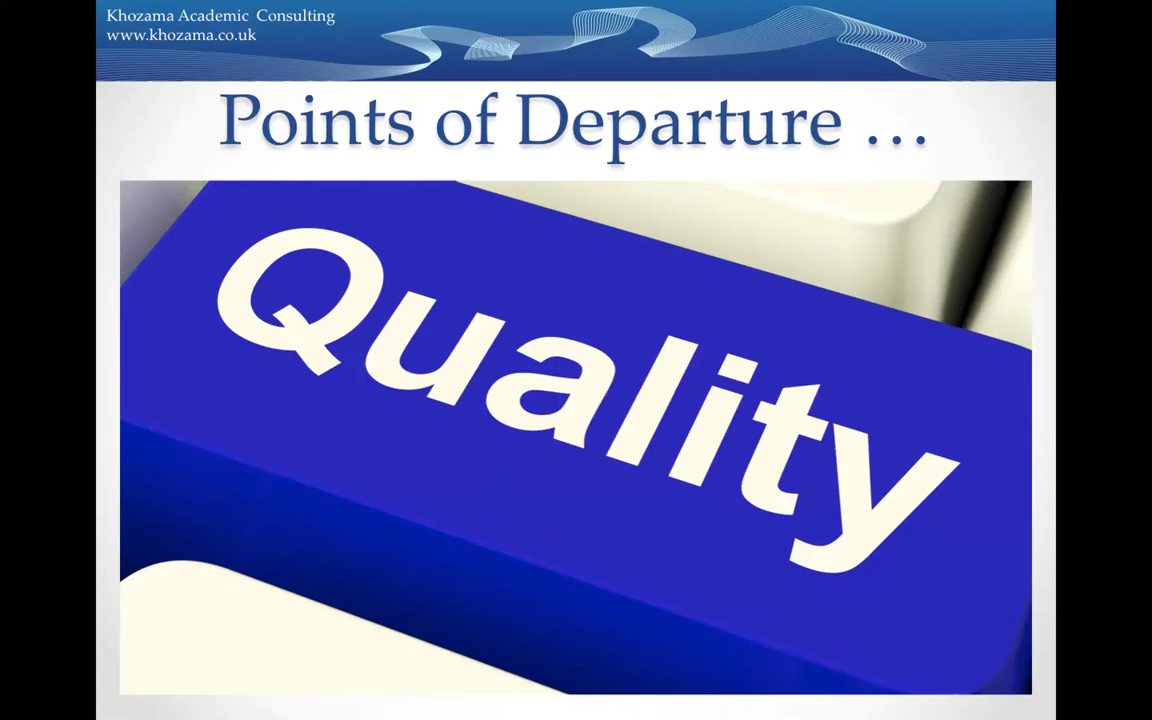 Khozama Academic Consulting
www.khozama.co.uk
Points of Departure …
Quality